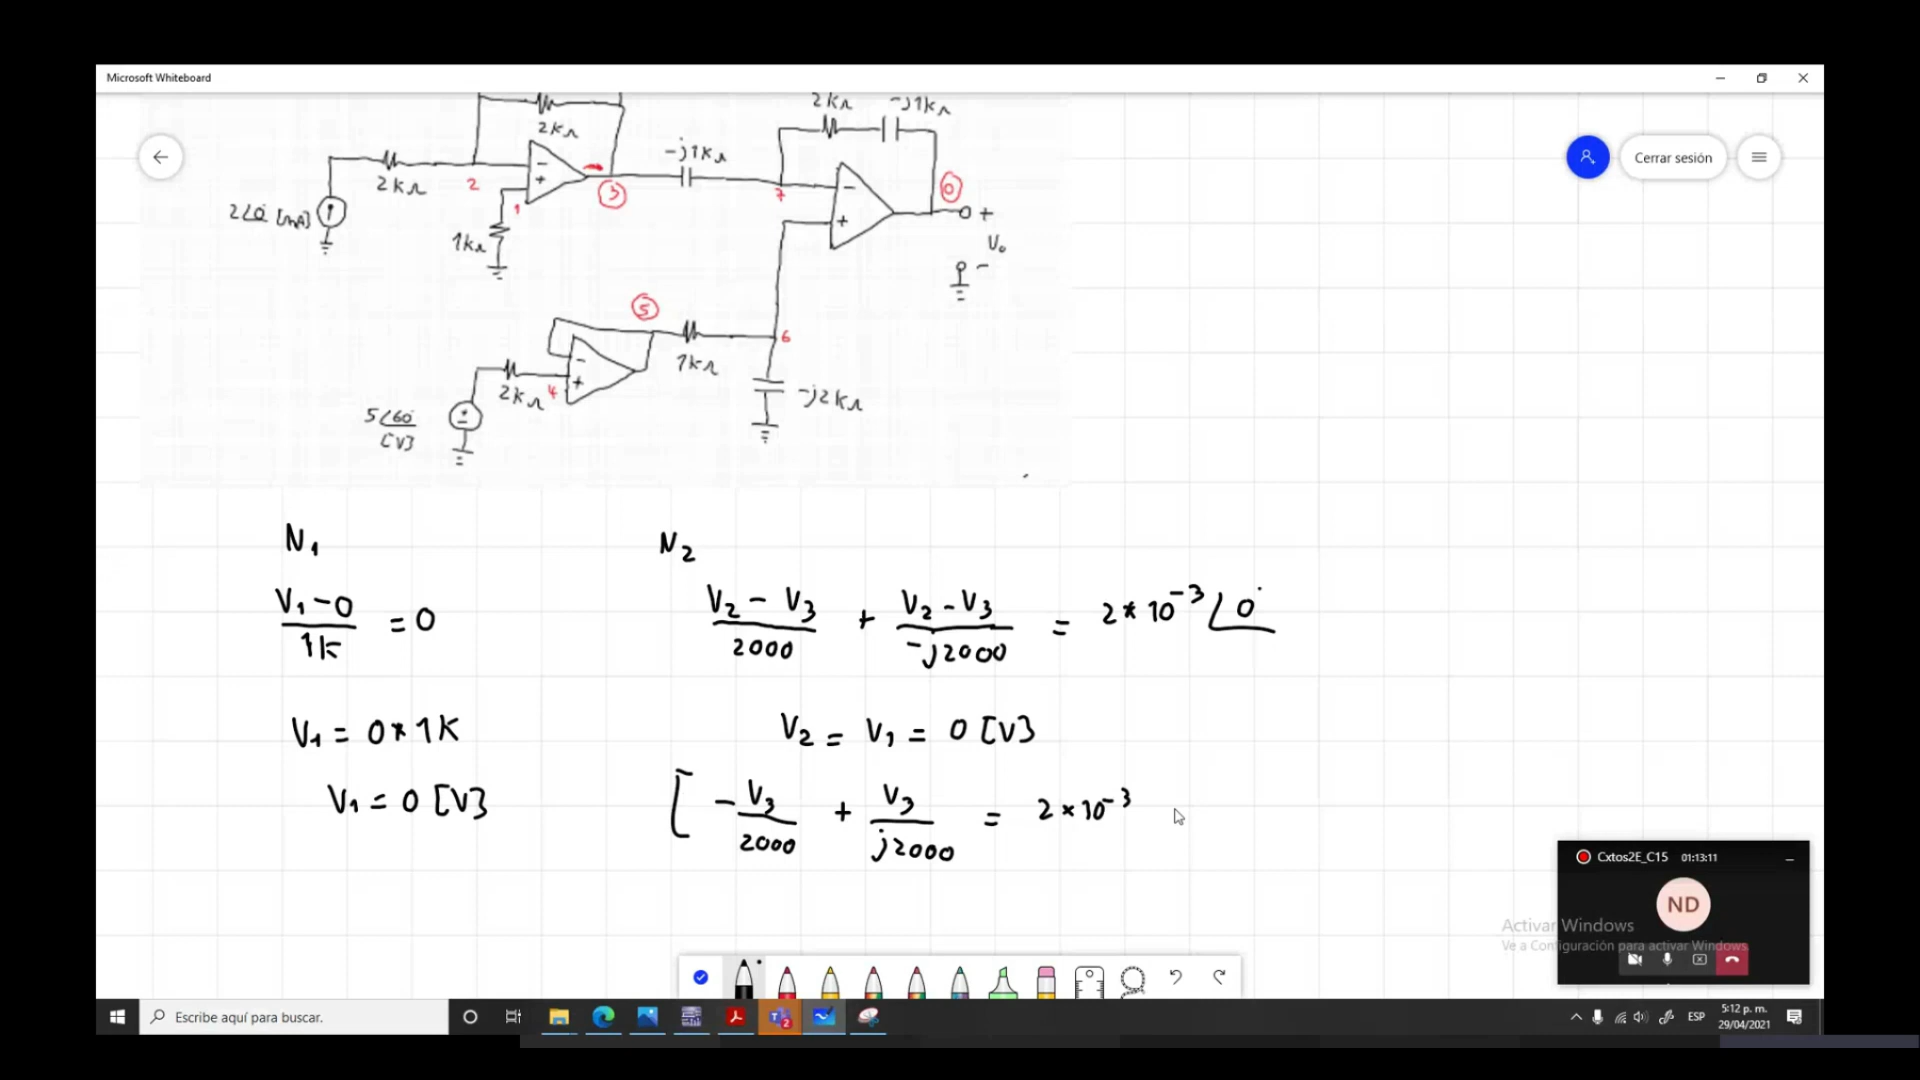 Microsoft Whiteboard
2kΩ -j1kΩ
2kΩ
-j1kΩ
Cerrar sesión
2kΩ 2 - + 3 7 - 0 +
2∠0° [mA] 1 +
1kΩ V₀
-
5
6
1kΩ
2kΩ 4 - + -j2kΩ
5∠60°
[V]
N₁ N₂
(V₁-0)/1k = 0 (V₂ - V₃)/2000 + (V₂-V₃)/-j2000 = 2*10⁻³ ∠0°
V₁ = 0*1K V₂ = V₁ = 0 [V]
V₁ = 0 [V] [ -V₃/2000 + V₃/j2000 = 2*10⁻³
Cxtos2E_C15 01:13:11
ND
Activar Windows
Ve a Configuración para activar Windows.
Escribe aquí para buscar.
ESP
5:12 p. m.
29/04/2021